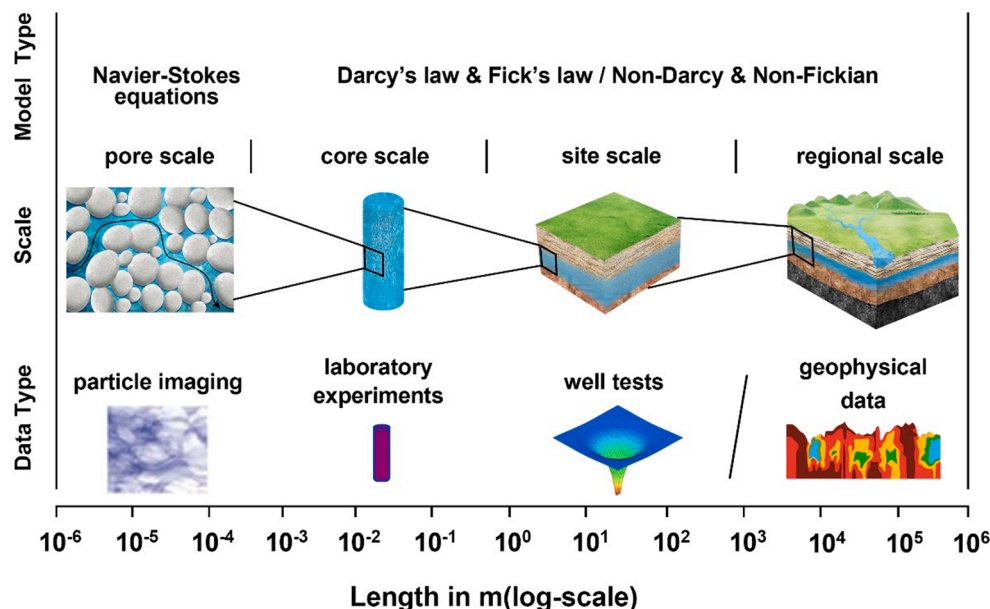 Model Type
Navier-Stokes
equations
Darcy's law & Fick's law / Non-Darcy & Non-Fickian
Scale
pore scale
core scale
site scale
regional scale
Data Type
particle imaging
laboratory
experiments
well tests
geophysical
data
10-6 10-5 10-4 10-3 10-2 10-1 100 101 102 103 104 105 106
Length in m(log-scale)